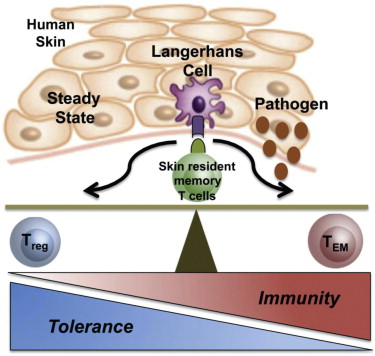 Human
Skin
Langerhans
Cell
Steady
State
Pathogen
Skin resident
memory
T cells
Treg
TEM
Immunity
Tolerance